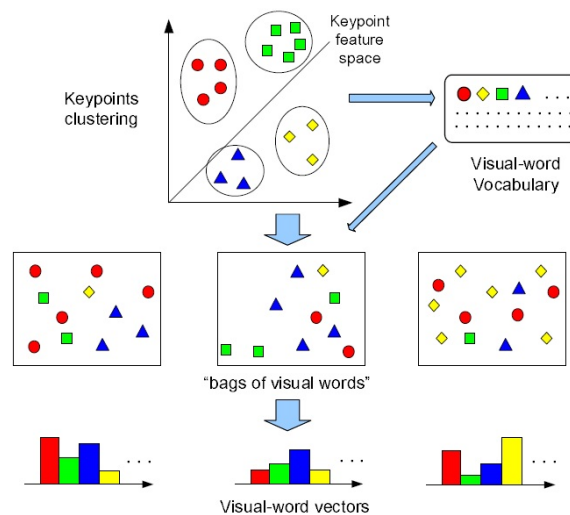 Keypoint
feature
space
Keypoints
clustering
Visual-word
Vocabulary
“bags of visual words”
Visual-word vectors